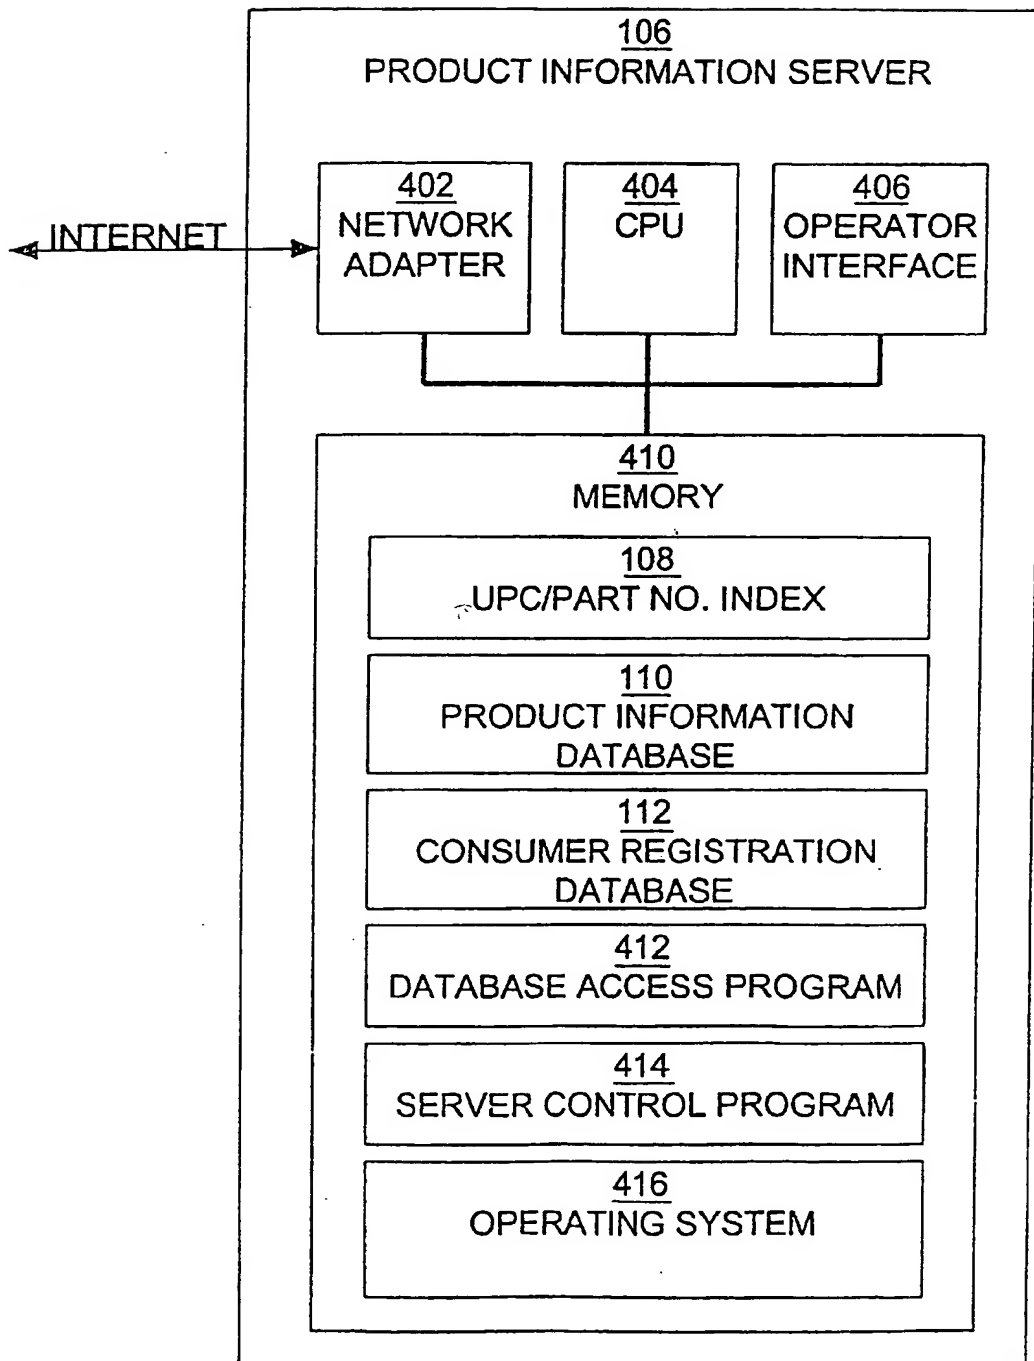 106
PRODUCT INFORMATION SERVER
INTERNET
402
NETWORK
ADAPTER
404
CPU
406
OPERATOR
INTERFACE
410
MEMORY
108
UPC/PART NO. INDEX
110
PRODUCT INFORMATION
DATABASE
112
CONSUMER REGISTRATION
DATABASE
412
DATABASE ACCESS PROGRAM
414
SERVER CONTROL PROGRAM
416
OPERATING SYSTEM